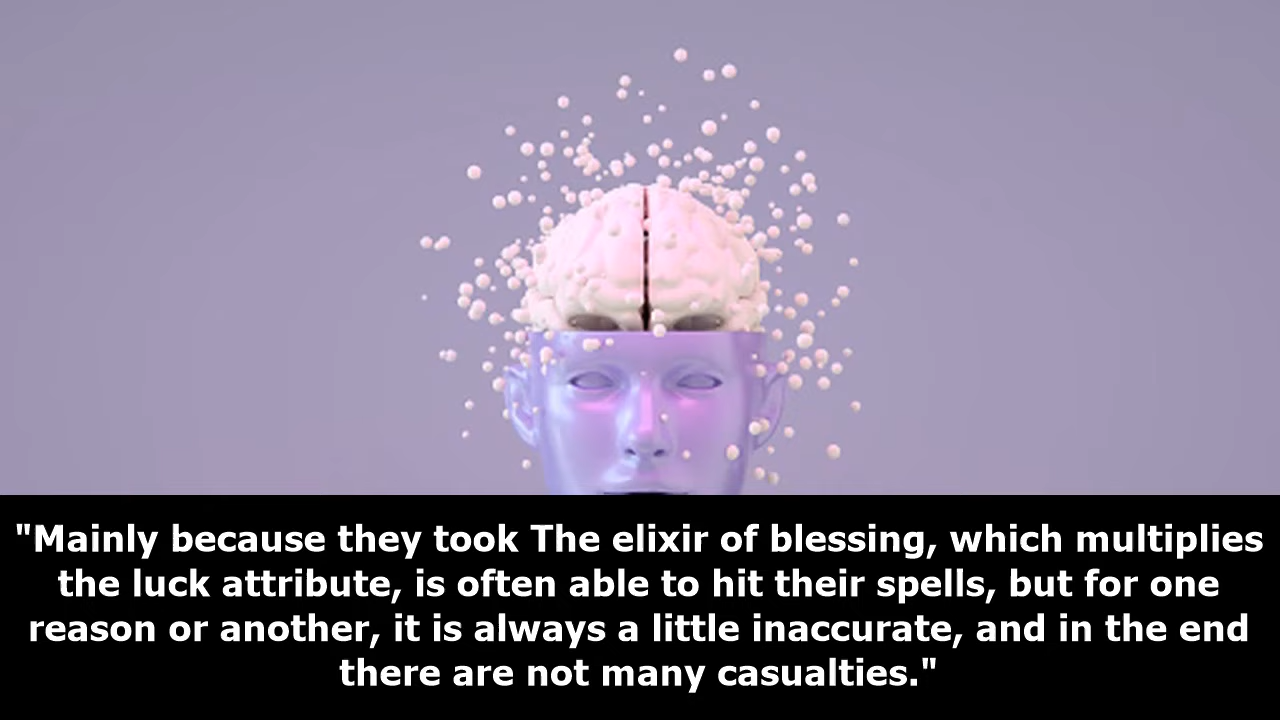 "Mainly because they took The elixir of blessing, which multiplies
the luck attribute, is often able to hit their spells, but for one
reason or another, it is always a little inaccurate, and in the end
there are not many casualties."